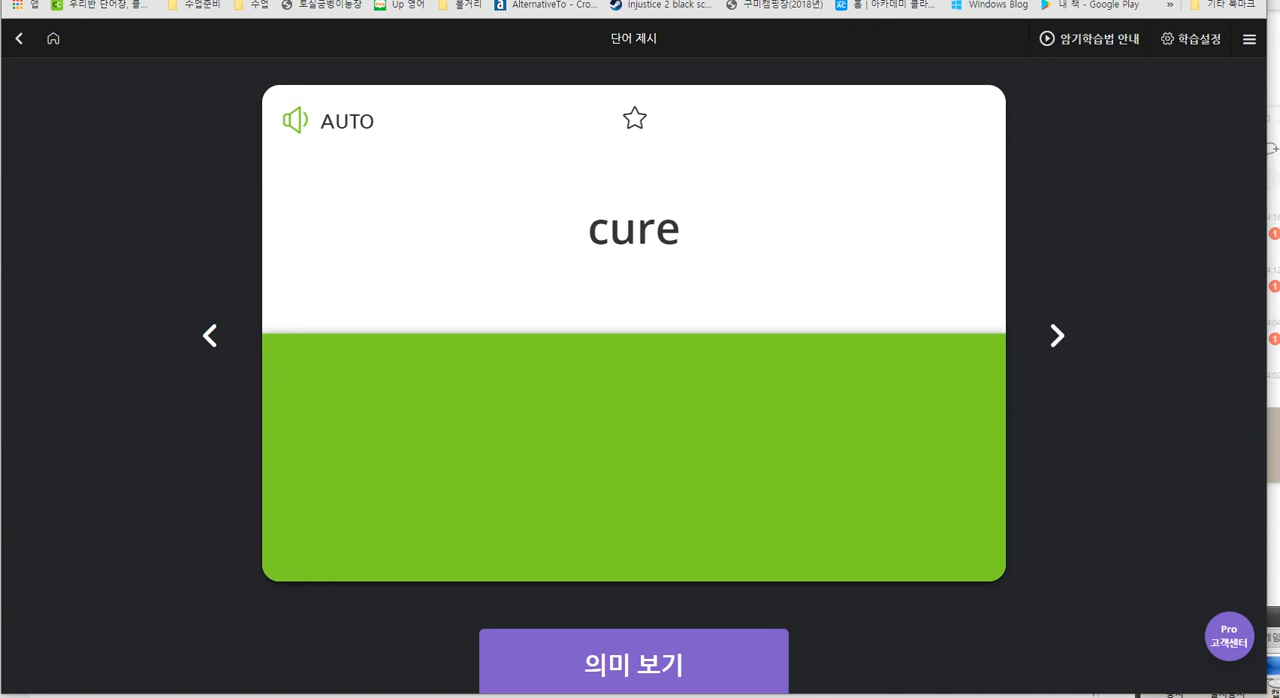 앱 우리반 단어장, 클... 수업준비 수업 토실굼벵이농장 Up 영어 볼거리 AlternativeTo - Cro... injustice 2 black sc... 구미캠핑장(2018년) 홈 | 아카데미 클라... Windows Blog 내 책 - Google Play » 기타 북마크
단어 제시 암기학습법 안내 학습설정
AUTO
cure
의미 보기
Pro
고객센터